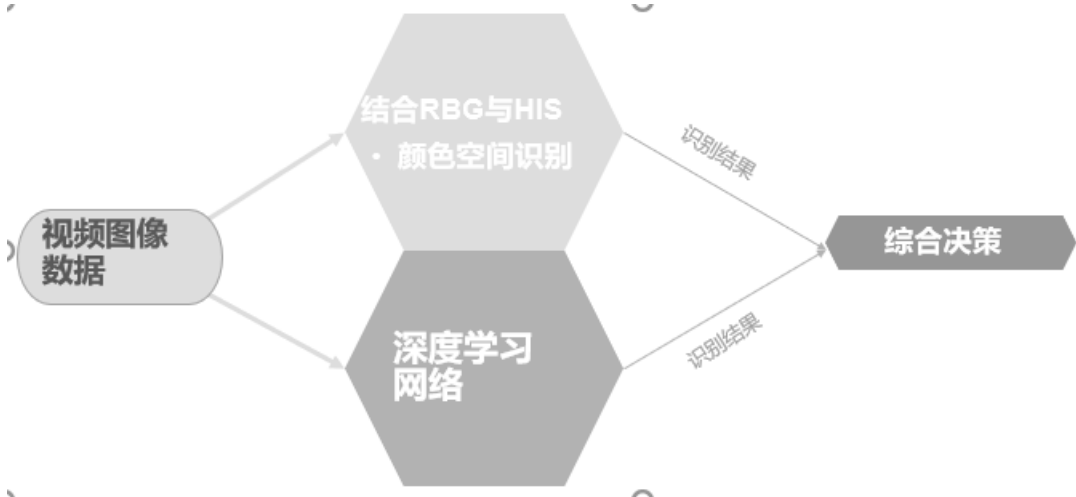 结合RBG与HIS
• 颜色空间识别
识别结果
视频图像
数据
综合决策
深度学习
网络
识别结果